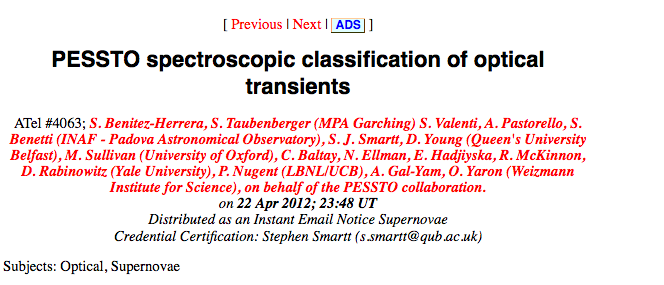 [ Previous | Next | ADS ]
PESSTO spectroscopic classification of optical
transients
ATel #4063; S. Benitez-Herrera, S. Taubenberger (MPA Garching) S. Valenti, A. Pastorello, S.
Benetti (INAF - Padova Astronomical Observatory), S. J. Smartt, D. Young (Queen's University
Belfast), M. Sullivan (University of Oxford), C. Baltay, N. Ellman, E. Hadjiyska, R. McKinnon,
D. Rabinowitz (Yale University), P. Nugent (LBNL/UCB), A. Gal-Yam, O. Yaron (Weizmann
Institute for Science), on behalf of the PESSTO collaboration.
on 22 Apr 2012; 23:48 UT
Distributed as an Instant Email Notice Supernovae
Credential Certification: Stephen Smartt (s.smartt@qub.ac.uk)
Subjects: Optical, Supernovae